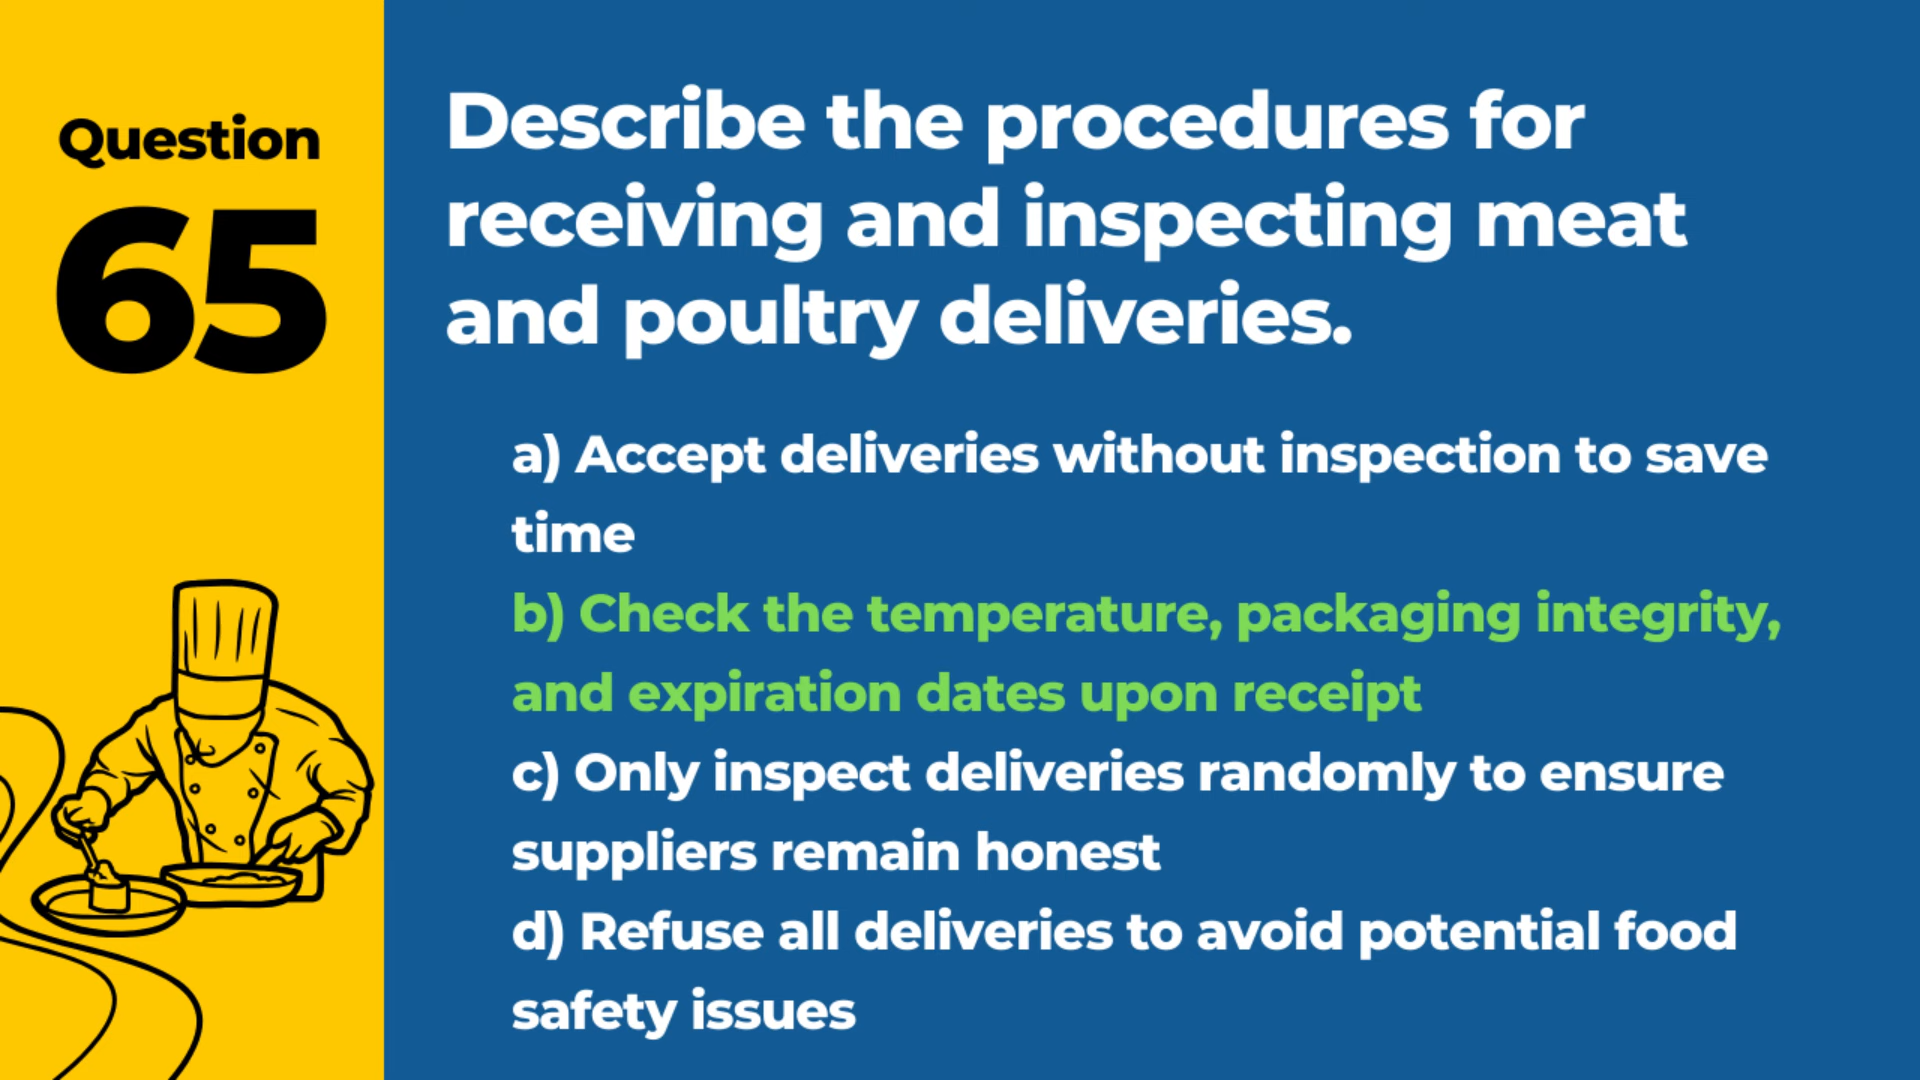 Question
65
Describe the procedures for
receiving and inspecting meat
and poultry deliveries.
a) Accept deliveries without inspection to save
time
b) Check the temperature, packaging integrity,
and expiration dates upon receipt
c) Only inspect deliveries randomly to ensure
suppliers remain honest
d) Refuse all deliveries to avoid potential food
safety issues